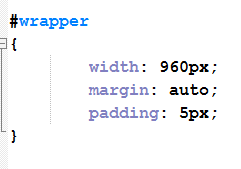 #wrapper
{
width: 960px;
margin: auto;
padding: 5px;
}